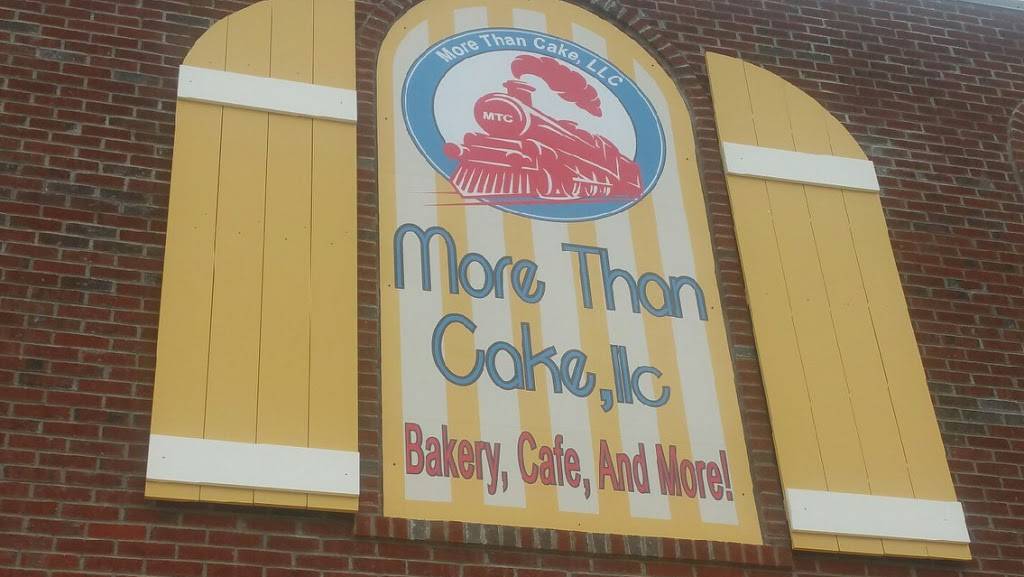 More Than Cake, LLC
MTC
More Than
Cake, llc
Bakery, Cafe, And More!